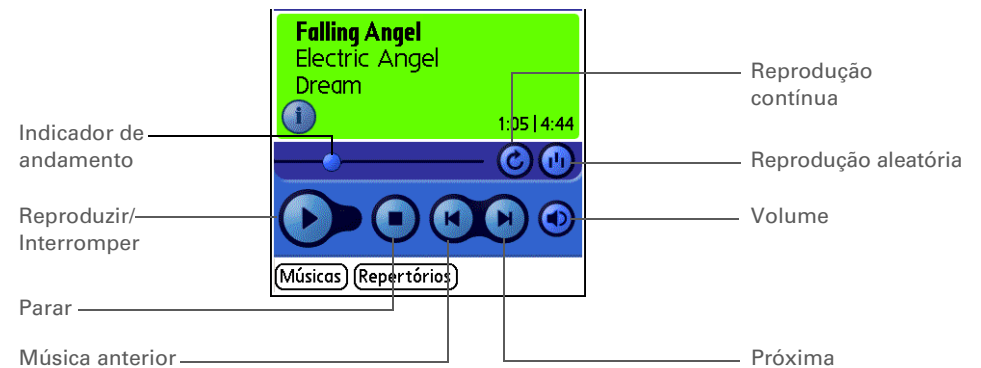 Falling Angel
Electric Angel
Dream
i
1:05 | 4:44
Reprodução
contínua
Indicador de
andamento
Reprodução aleatória
Reproduzir/
Interromper
Volume
Músicas Repertórios
Parar
Música anterior
Próxima